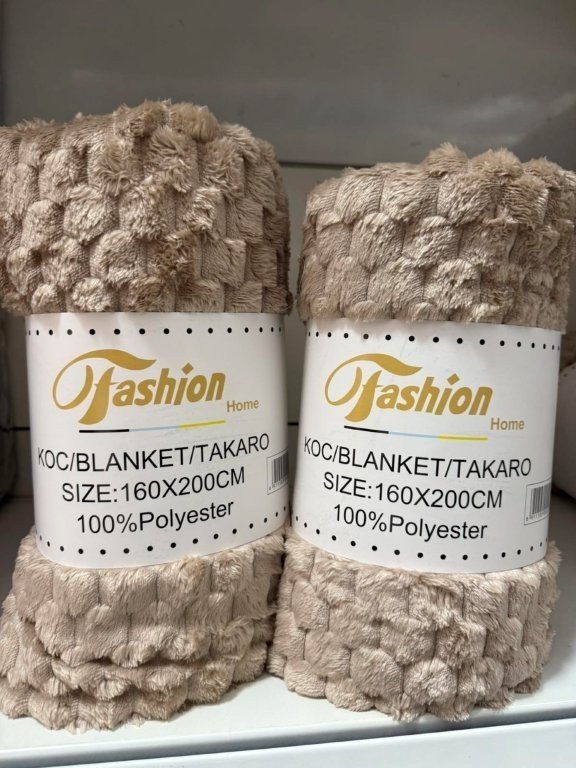 Fashion
Home
KOC/BLANKET/TAKARO
SIZE:160X200CM
100%Polyester
Fashion
Home
KOC/BLANKET/TAKARO
SIZE:160X200CM
100%Polyester